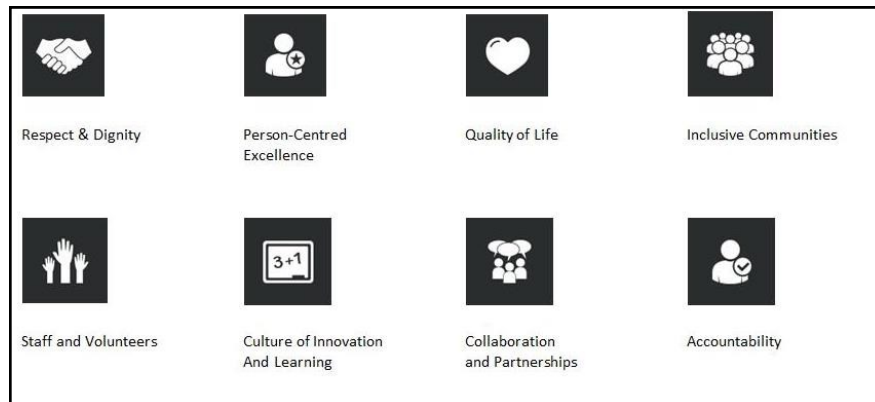 Respect & Dignity
Person-Centred
Excellence
Quality of Life
Inclusive Communities
3+1
Staff and Volunteers
Culture of Innovation
And Learning
Collaboration
and Partnerships
Accountability